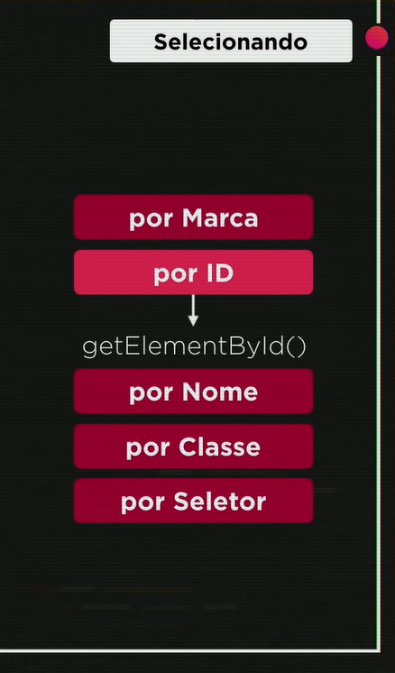 Selecionando
por Marca
por ID
getElementById()
por Nome
por Classe
por Seletor